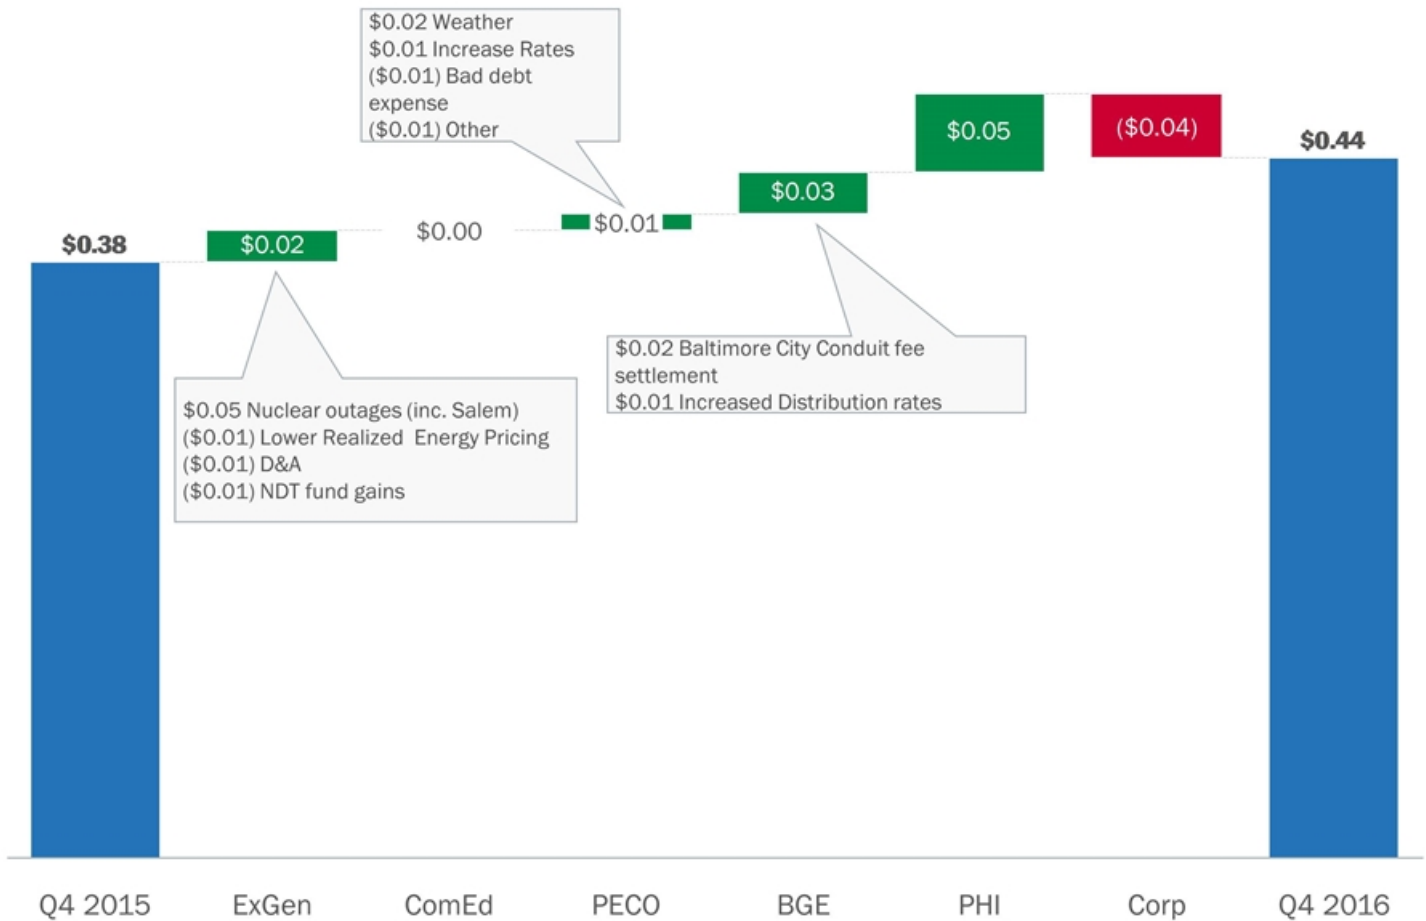 $0.02 Weather
$0.01 Increase Rates
($0.01) Bad debt
expense
($0.01) Other
$0.38
$0.02
$0.00
$0.01
$0.03
$0.05
($0.04)
$0.44
$0.05 Nuclear outages (inc. Salem)
($0.01) Lower Realized Energy Pricing
($0.01) D&A
($0.01) NDT fund gains
$0.02 Baltimore City Conduit fee
settlement
$0.01 Increased Distribution rates
Q4 2015
ExGen
ComEd
PECO
BGE
PHI
Corp
Q4 2016